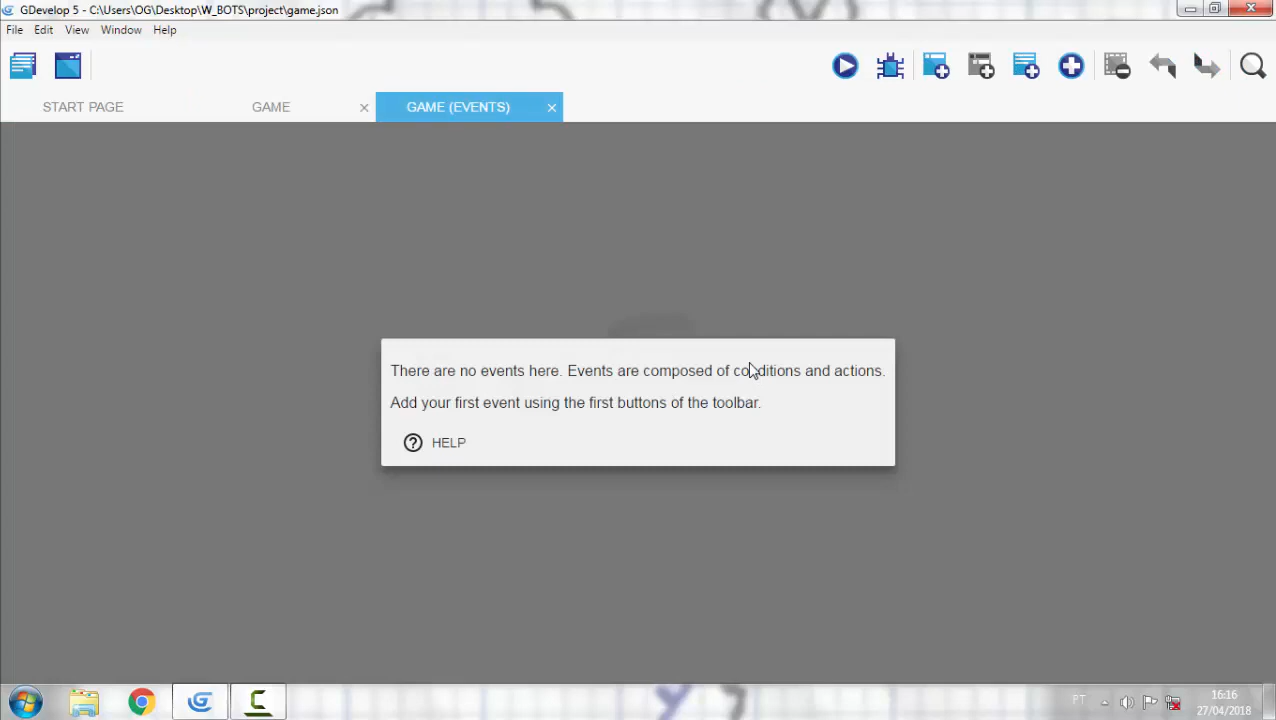 GDevelop 5 - C:\Users\OG\Desktop\W_BOTS\project\game.json
File Edit View Window Help
START PAGE GAME GAME (EVENTS)
There are no events here. Events are composed of conditions and actions.
Add your first event using the first buttons of the toolbar.
HELP
PT
16:16
27/04/2018